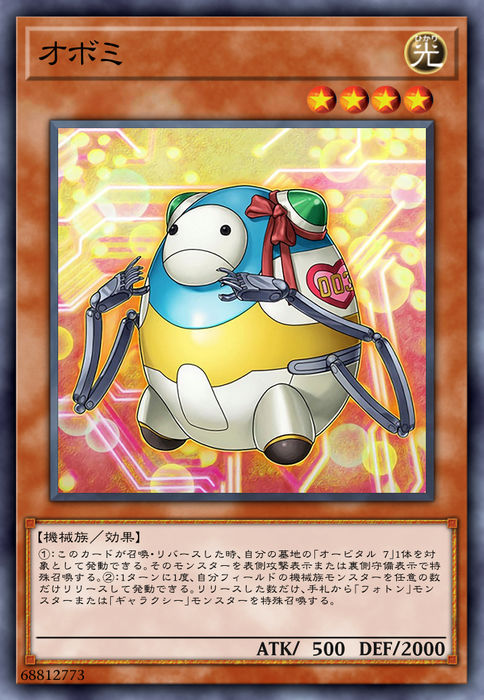 オボミ
ひかり
光
003
【機械族／効果】
①:このカードが召喚・リバースした時、自分の墓地の「オービタル 7」1体を対
象として発動できる。そのモンスターを表側攻撃表示または裏側守備表示で特
殊召喚する。②:1ターンに1度、自分フィールドの機械族モンスターを任意の数
だけリリースして発動できる。リリースした数だけ、手札から「フォトン」モン
スターまたは「ギャラクシー」モンスターを特殊召喚する。
ATK/ 500 DEF/2000
68812773